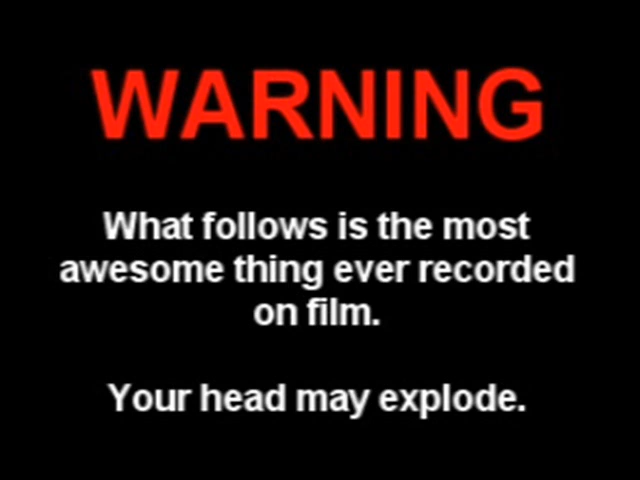 WARNING
What follows is the most
awesome thing ever recorded
on film.
Your head may explode.